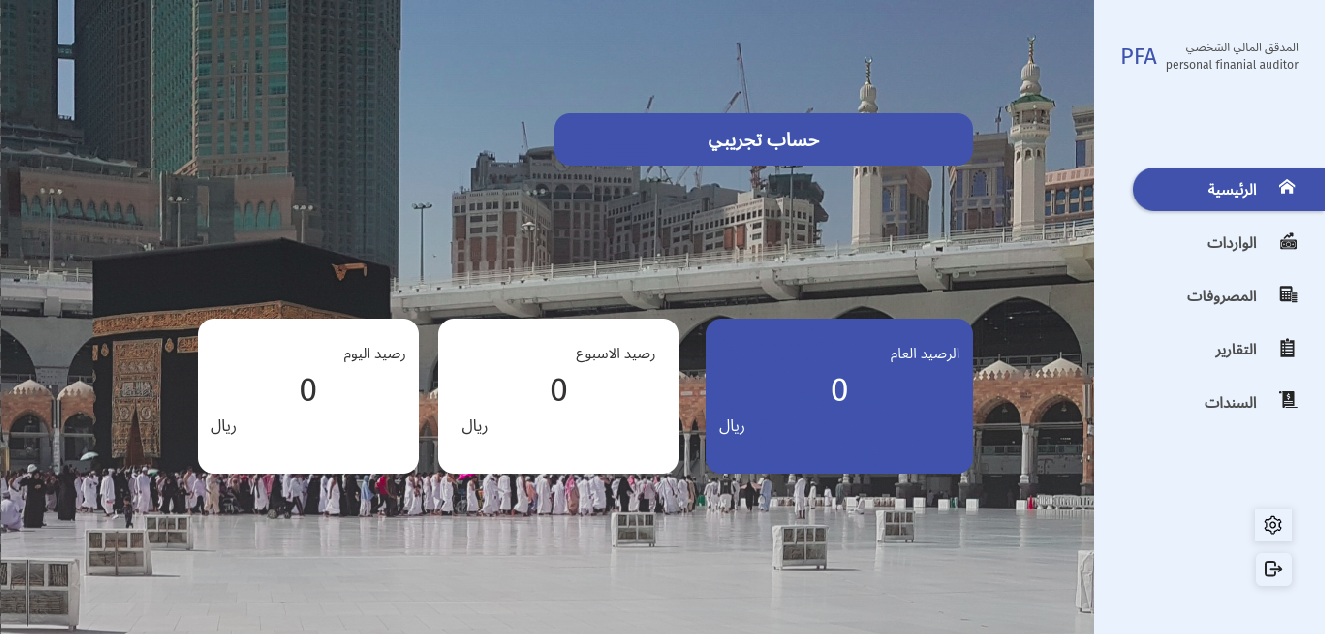 المدقق المالي الشخصي
PFA
personal finanial auditor
الرئيسية
الواردات
المصروفات
التقارير
السندات
حساب تجريبي
الرصيد العام
0
ريال
رصيد الاسبوع
0
ريال
رصيد اليوم
0
ريال